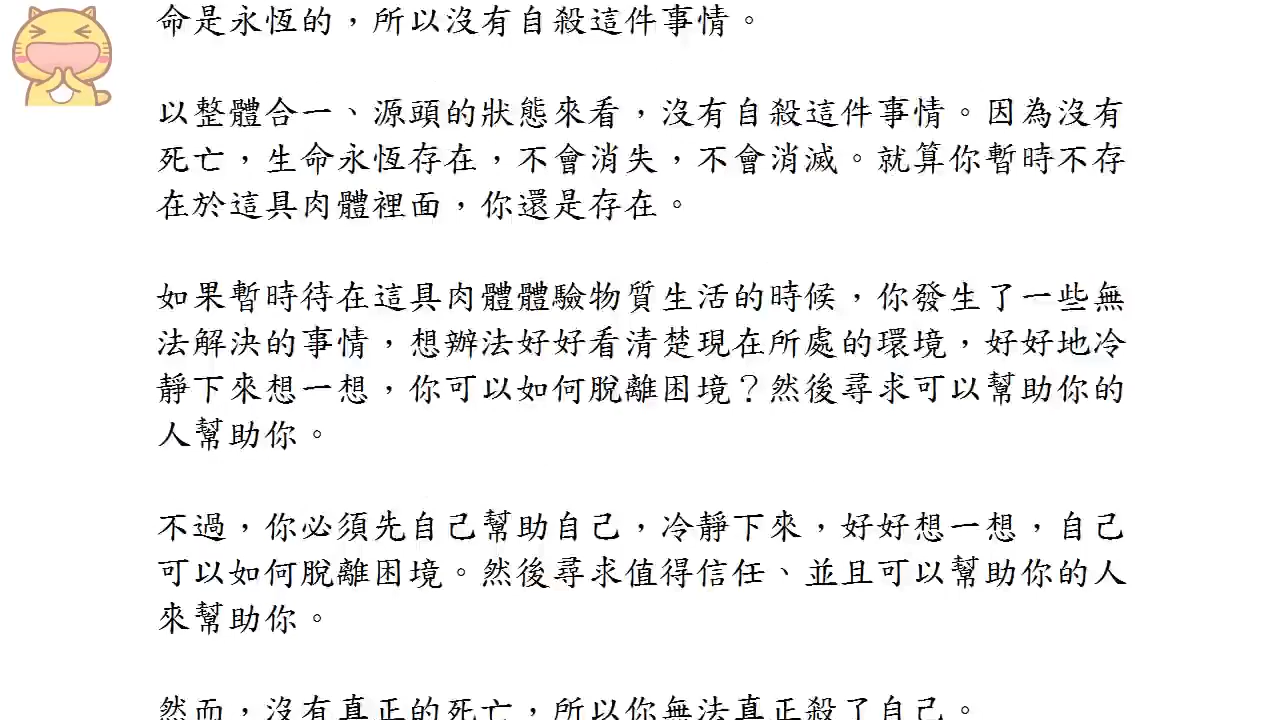 命是永恆的，所以沒有自殺這件事情。
以整體合一、源頭的狀態來看，沒有自殺這件事情。因為沒有
死亡，生命永恆存在，不會消失，不會消滅。就算你暫時不存
在於這具肉體裡面，你還是存在。
如果暫時待在這具肉體體驗物質生活的時候，你發生了一些無
法解決的事情，想辦法好好看清楚現在所處的環境，好好地冷
靜下來想一想，你可以如何脫離困境？然後尋求可以幫助你的
人幫助你。
不過，你必須先自己幫助自己，冷靜下來，好好想一想，自己
可以如何脫離困境。然後尋求值得信任、並且可以幫助你的人
來幫助你。
然而，沒有真正的死亡，所以你無法真正殺了自己。